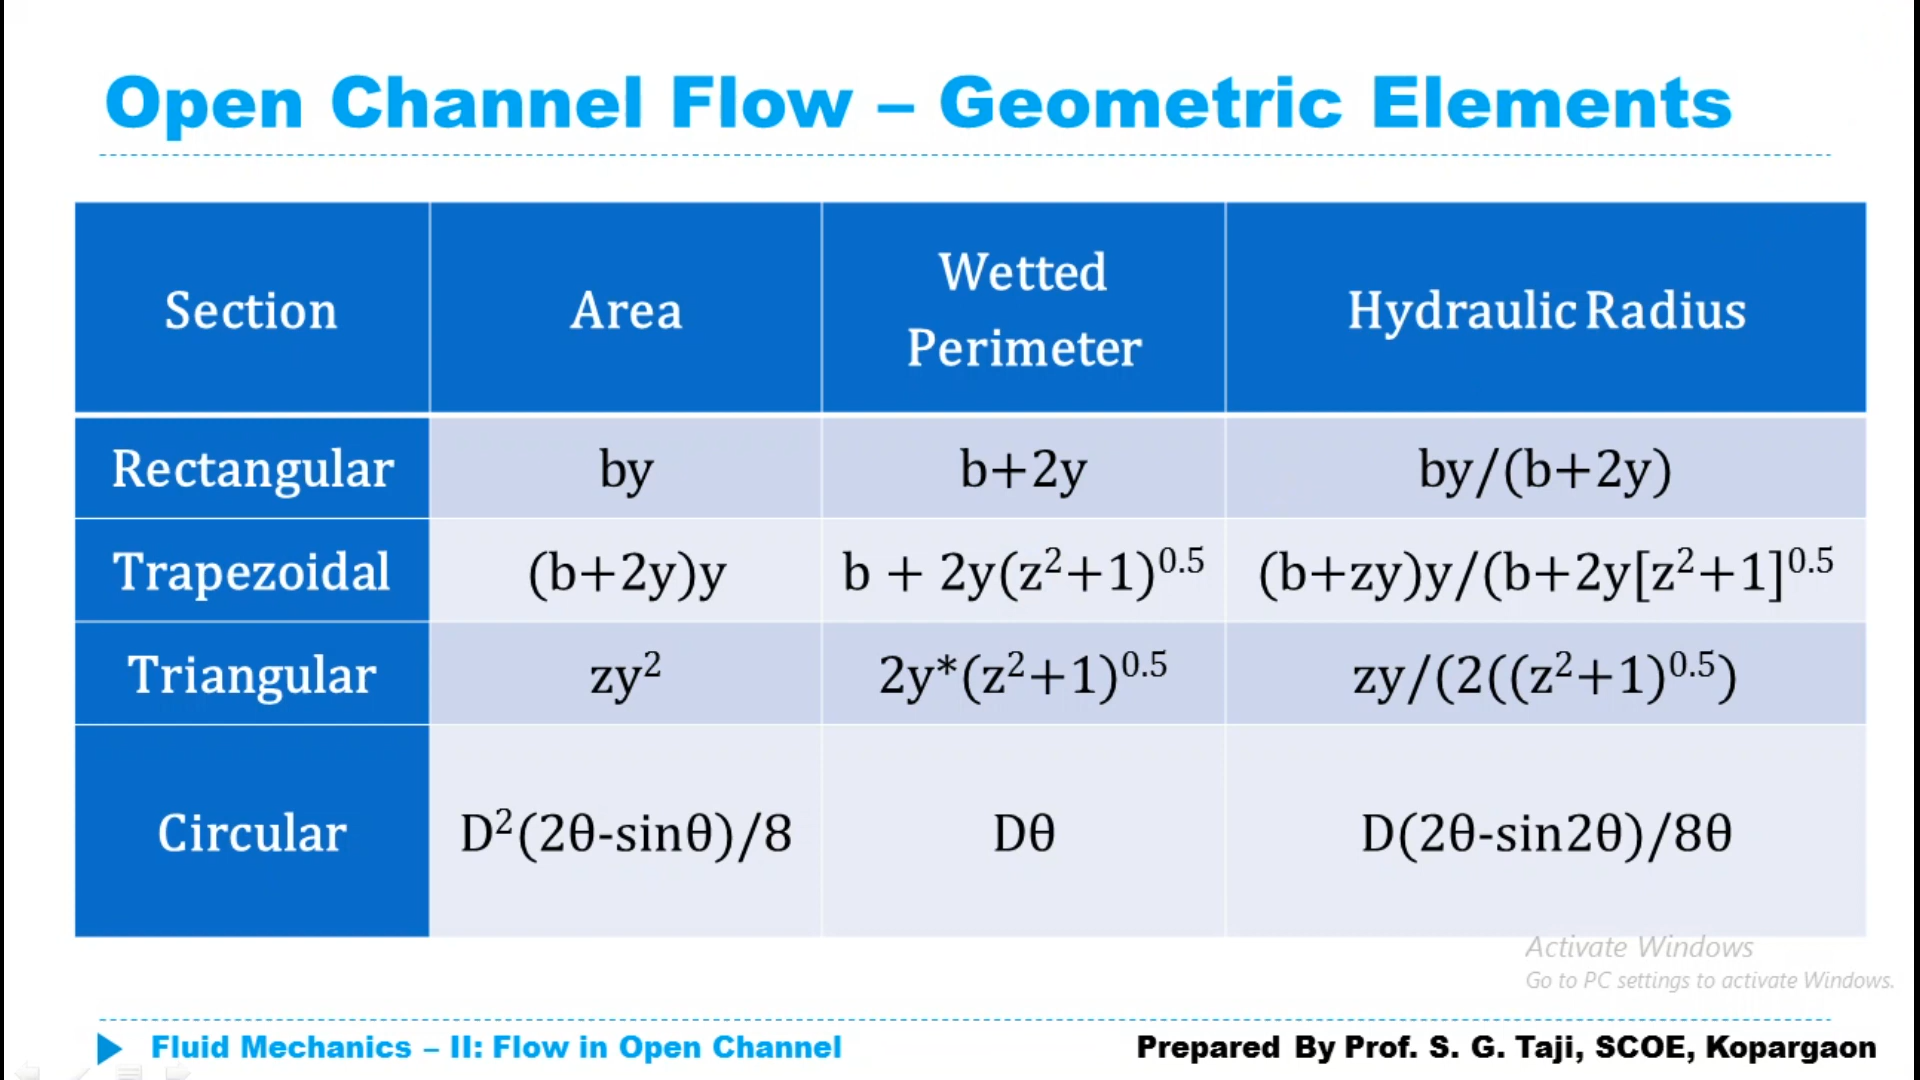 Open Channel Flow – Geometric Elements
Section
Area
Wetted
Perimeter
Hydraulic Radius
Rectangular
by
b+2y
by/(b+2y)
Trapezoidal
(b+2y)y
b + 2y(z²+1)⁰·⁵
(b+zy)y/(b+2y[z²+1]⁰·⁵
Triangular
zy²
2y*(z²+1)⁰·⁵
zy/(2((z²+1)⁰·⁵)
Circular
D²(2θ-sinθ)/8
Dθ
D(2θ-sin2θ)/8θ
Activate Windows
Go to PC settings to activate Windows.
Fluid Mechanics – II: Flow in Open Channel
Prepared By Prof. S. G. Taji, SCOE, Kopargaon